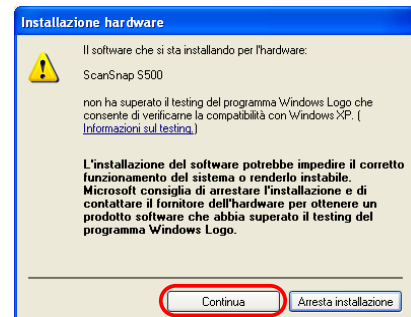 Installazione hardware
Il software che si sta installando per l'hardware:
ScanSnap S500
non ha superato il testing del programma Windows Logo che
consente di verificarne la compatibilità con Windows XP. (
Informazioni sul testing.)
L'installazione del software potrebbe impedire il corretto
funzionamento del sistema o renderlo instabile.
Microsoft consiglia di arrestare l'installazione e di
contattare il fornitore dell'hardware per ottenere un
prodotto software che abbia superato il testing del
programma Windows Logo.
Continua
Arresta installazione